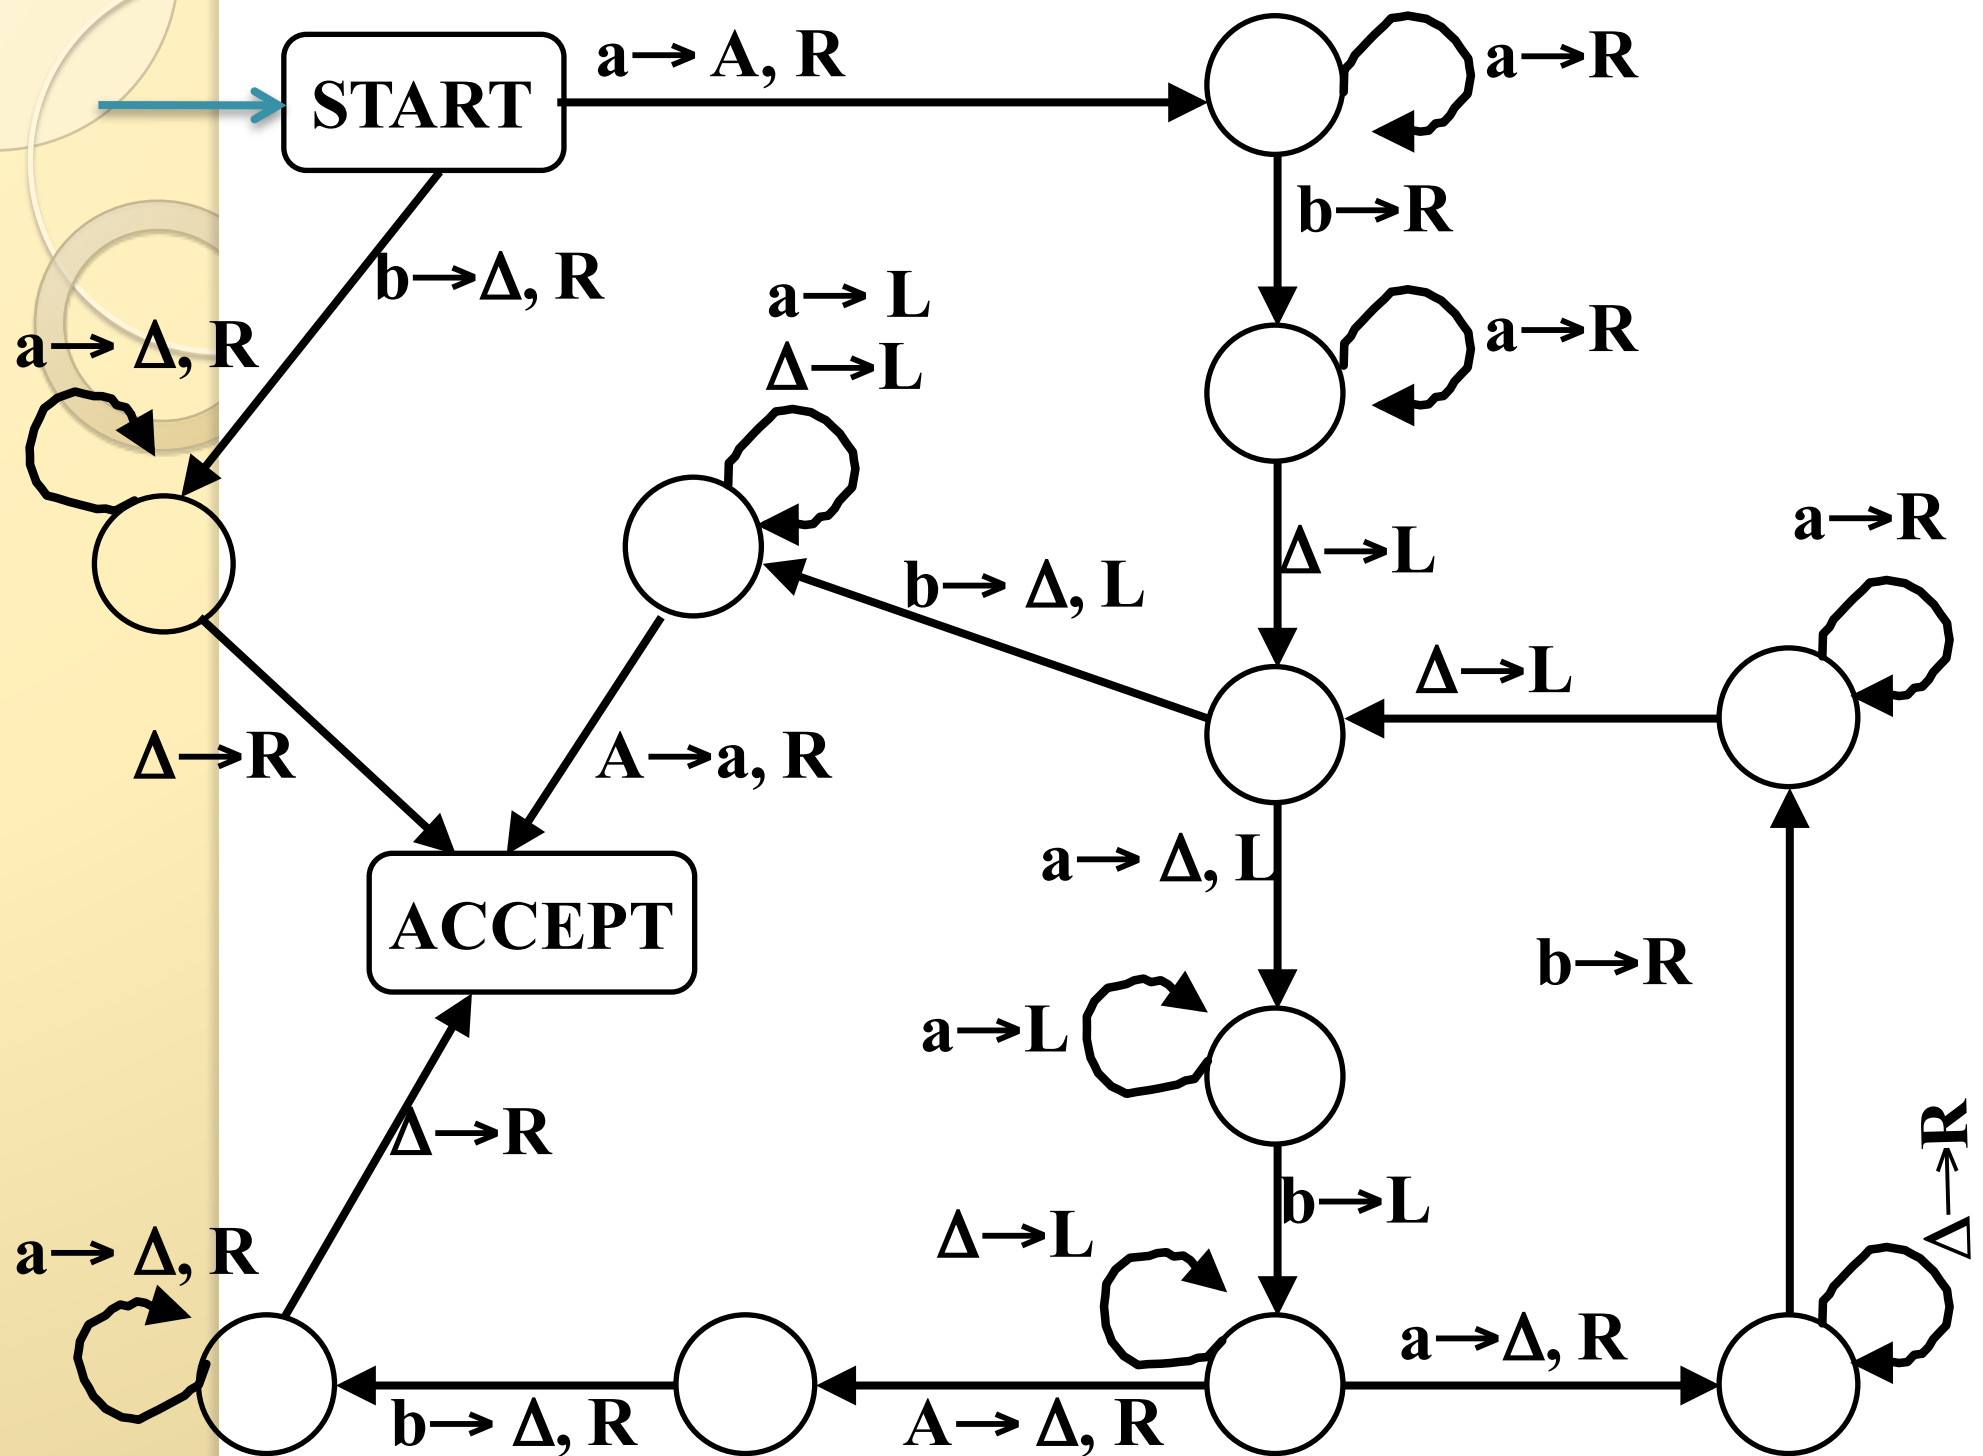 a→ A, R
a→R
START
b→R
b→Δ, R
a→ L
a→R
a→ Δ, R
Δ→L
a→R
Δ→L
b→ Δ, L
Δ→L
Δ→R
A→a, R
a→ Δ, L
ACCEPT
b→R
a→L
Δ→R
Δ→R
b→L
Δ→L
a→ Δ, R
a→Δ, R
b→ Δ, R
A→ Δ, R